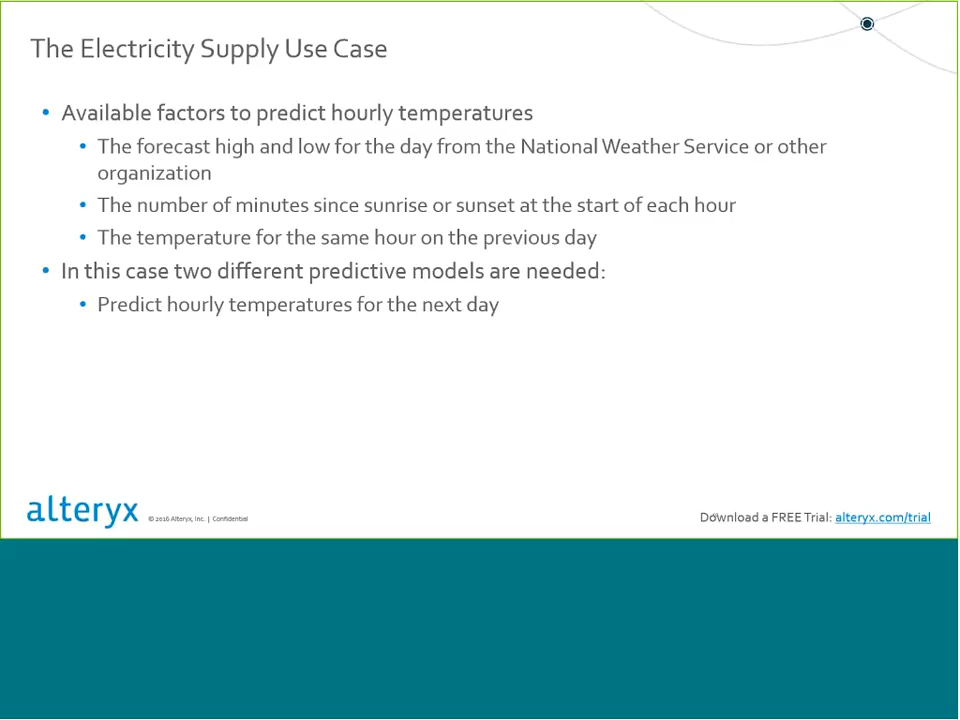 The Electricity Supply Use Case
• Available factors to predict hourly temperatures
• The forecast high and low for the day from the National Weather Service or other
organization
• The number of minutes since sunrise or sunset at the start of each hour
• The temperature for the same hour on the previous day
• In this case two different predictive models are needed:
• Predict hourly temperatures for the next day
alteryx © 2016 Alteryx, Inc. | Confidential
Download a FREE Trial: alteryx.com/trial